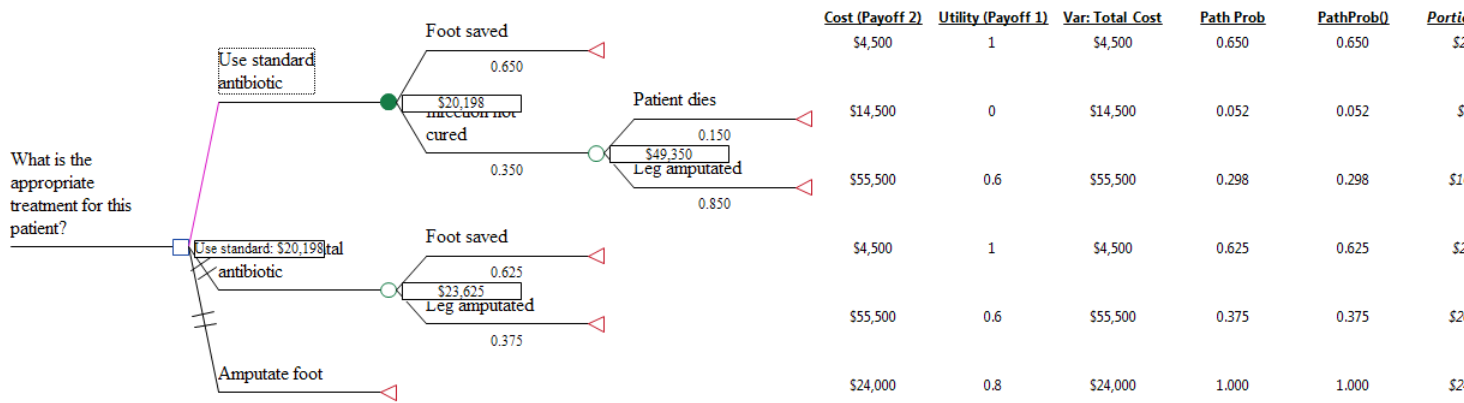 Cost (Payoff 2) Utility (Payoff 1) Var: Total Cost Path Prob PathProb()
Foot saved
$4,500 1 $4,500 0.650 0.650
Use standard
antibiotic
0.650
$20,198
Patient dies
$14,500 0 $14,500 0.052 0.052
cured
0.150
$49,350
0.350
Leg amputated
$55,500 0.6 $55,500 0.298 0.298
0.850
What is the
appropriate
treatment for this
patient?
Foot saved
Use standard: $20,198
$4,500 1 $4,500 0.625 0.625
antibiotic
0.625
$23,625
Leg amputated
$55,500 0.6 $55,500 0.375 0.375
0.375
Amputate foot
$24,000 0.8 $24,000 1.000 1.000